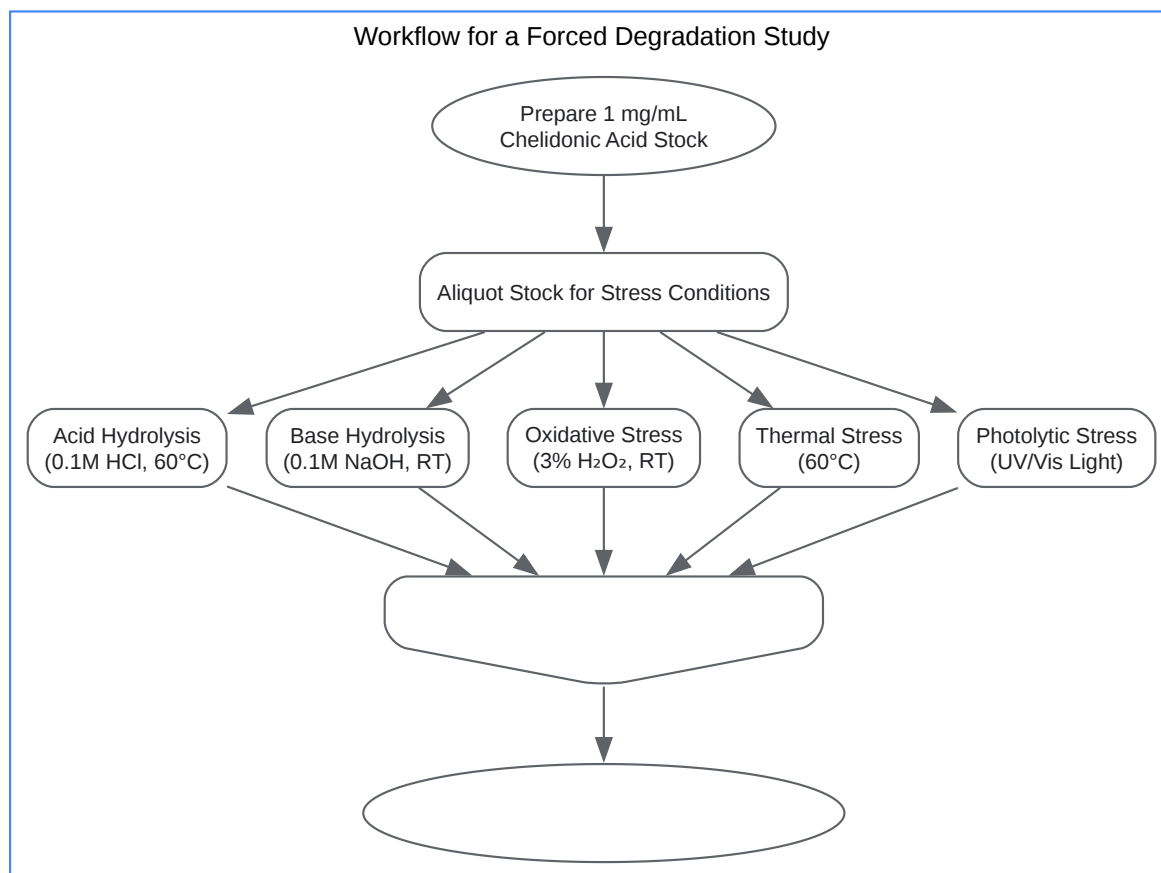 Workflow for a Forced Degradation Study
Prepare 1 mg/mL
Chelidonic Acid Stock
Aliquot Stock for Stress Conditions
Acid Hydrolysis
(0.1M HCl, 60°C)
Base Hydrolysis
(0.1M NaOH, RT)
Oxidative Stress
(3% H₂O₂, RT)
Thermal Stress
(60°C)
Photolytic Stress
(UV/Vis Light)